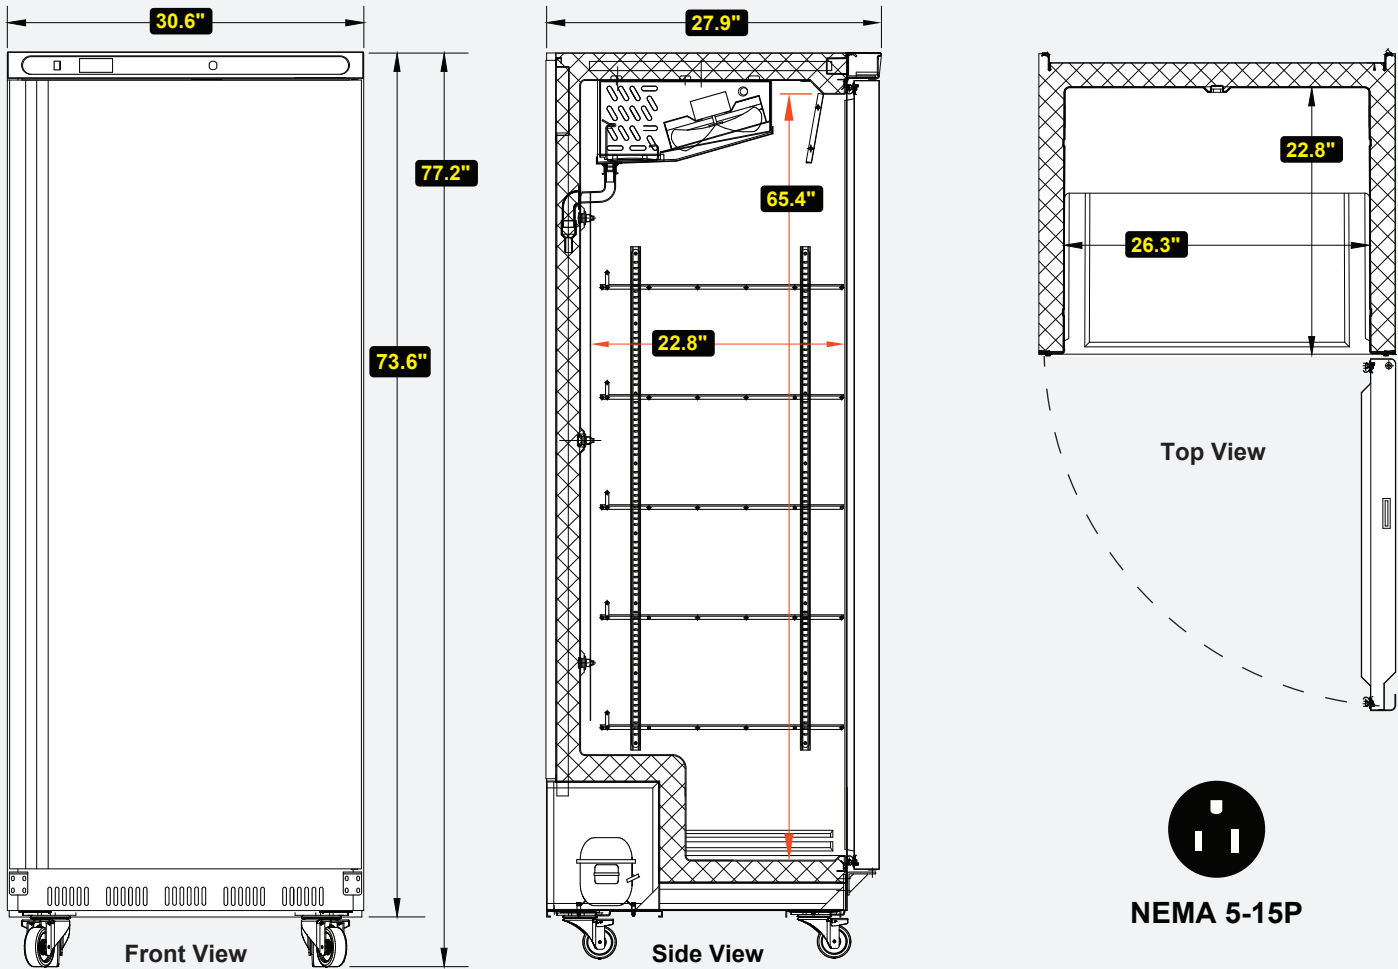 30.6"
27.9"
77.2"
73.6"
65.4"
22.8"
22.8"
26.3"
Top View
NEMA 5-15P
Front View
Side View